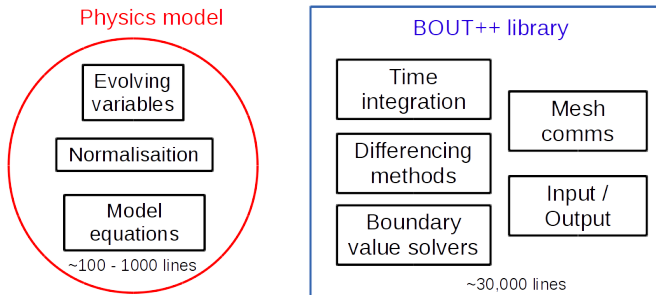 Physics model
Evolving
variables
Normalisaition
Model
equations
~100 - 1000 lines
BOUT++ library
Time
integration
Differencing
methods
Boundary
value solvers
Mesh
comms
Input /
Output
~30,000 lines